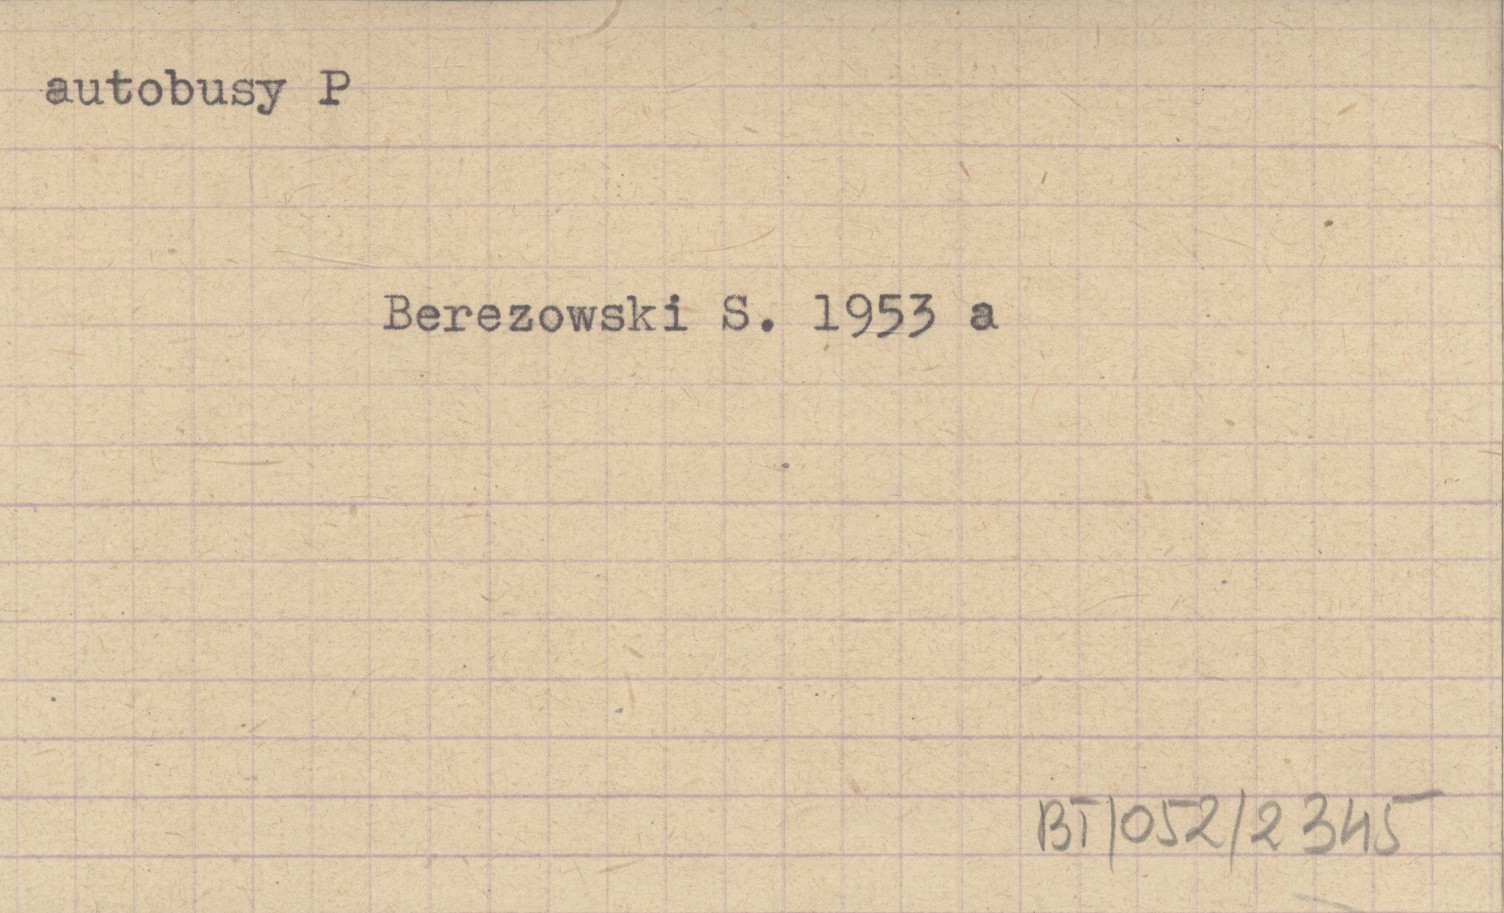 autobusy P
Berezowski S. 1953 a
BT/052/2345